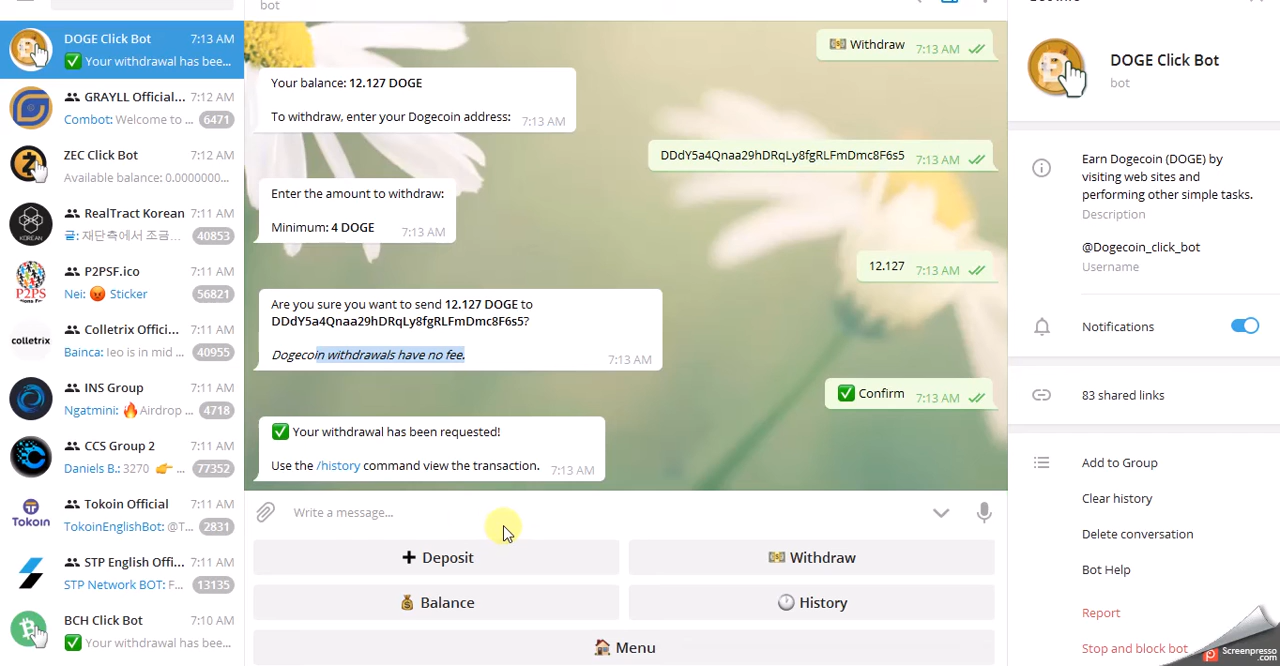 DOGE Click Bot 7:13 AM
✅ Your withdrawal has bee...
GRAYLL Official... 7:12 AM
Combot: Welcome to ... 6471
ZEC Click Bot 7:12 AM
Available balance: 0.0000000...
RealTract Korean 7:11 AM
글: 재단측에서 조금... 40853
P2PSF.ico 7:11 AM
Nei: 😡 Sticker 56821
Colletrix Offici... 7:11 AM
Bainca: Ieo is in mid ... 40955
colletrix
INS Group 7:11 AM
Ngatmini: 🔥Airdrop ... 4718
CCS Group 2 7:11 AM
Daniels B.: 3270 👉 ... 77352
Tokoin Official 7:11 AM
TokoinEnglishBot: @T... 2831
TOKOIN
STP English Offi... 7:11 AM
STP Network BOT: F... 13135
BCH Click Bot 7:10 AM
✅ Your withdrawal has bee...
bot
💵 Withdraw 7:13 AM
Your balance: 12.127 DOGE
To withdraw, enter your Dogecoin address: 7:13 AM
DDdY5a4Qnaa29hDRqLy8fgRLFmDmc8F6s5 7:13 AM
Enter the amount to withdraw:
Minimum: 4 DOGE 7:13 AM
12.127 7:13 AM
Are you sure you want to send 12.127 DOGE to
DDdY5a4Qnaa29hDRqLy8fgRLFmDmc8F6s5?
Dogecoin withdrawals have no fee. 7:13 AM
✅ Confirm 7:13 AM
✅ Your withdrawal has been requested!
Use the /history command view the transaction. 7:13 AM
Write a message...
➕ Deposit
💵 Withdraw
💰 Balance
🕐 History
🏠 Menu
DOGE Click Bot
bot
Earn Dogecoin (DOGE) by
visiting web sites and
performing other simple tasks.
Description
@Dogecoin_click_bot
Username
Notifications
83 shared links
Add to Group
Clear history
Delete conversation
Bot Help
Report
Stop and block bot
Screenpresso
.com